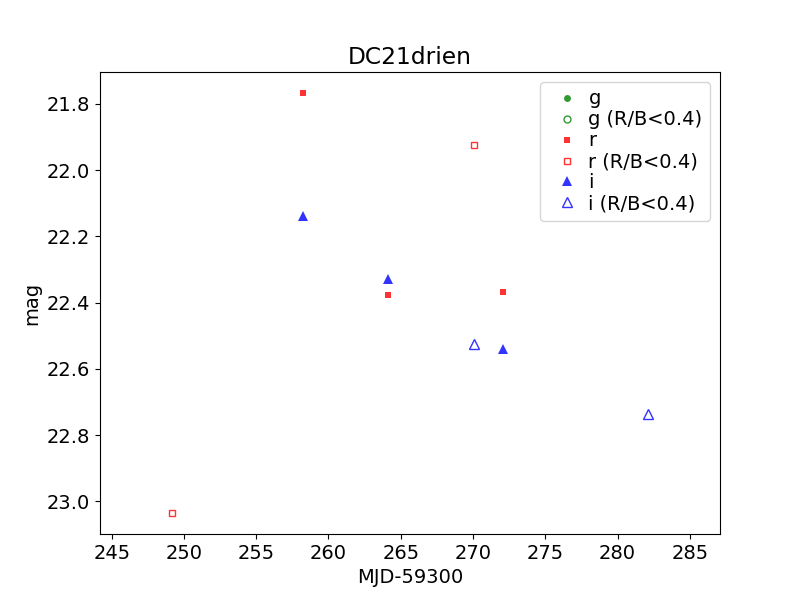 DC21drien
g
g (R/B<0.4)
r
r (R/B<0.4)
i
i (R/B<0.4)
mag
21.8
22.0
22.2
22.4
22.6
22.8
23.0
245 250 255 260 265 270 275 280 285
MJD-59300